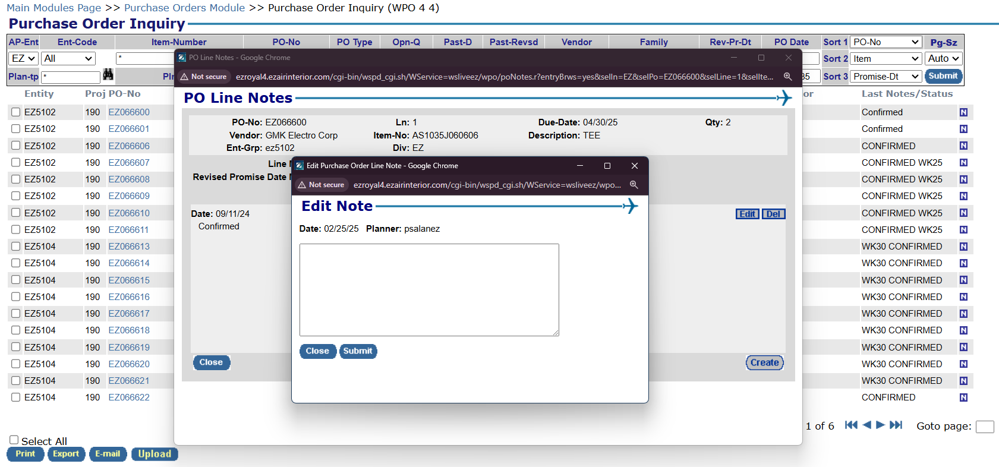 Main Modules Page >> Purchase Orders Module >> Purchase Order Inquiry (WPO 4 4)
Purchase Order Inquiry
AP-Ent Ent-Code Item-Number PO-No PO Type Opn-Q Past-D Past-Revsd Vendor Family Rev-Pr-Dt PO Date Sort 1 PO-No Pg-Sz
EZ All * Sort 2 Item Auto
Plan-tp * Sort 3 Promise-Dt Submit
Entity Proj PO-No Last Notes/Status
EZ5102 190 EZ066600 Confirmed N
EZ5102 190 EZ066601 Confirmed N
EZ5102 190 EZ066606 CONFIRMED N
EZ5102 190 EZ066607 CONFIRMED WK25 N
EZ5102 190 EZ066608 CONFIRMED WK25 N
EZ5102 190 EZ066609 CONFIRMED WK25 N
EZ5102 190 EZ066610 CONFIRMED WK25 N
EZ5102 190 EZ066611 CONFIRMED WK25 N
EZ5104 190 EZ066613 WK30 CONFIRMED N
EZ5104 190 EZ066614 WK30 CONFIRMED N
EZ5104 190 EZ066615 WK30 CONFIRMED N
EZ5104 190 EZ066616 WK30 CONFIRMED N
EZ5104 190 EZ066617 WK30 CONFIRMED N
EZ5104 190 EZ066618 WK30 CONFIRMED N
EZ5104 190 EZ066619 WK30 CONFIRMED N
EZ5104 190 EZ066620 WK30 CONFIRMED N
EZ5104 190 EZ066621 WK30 CONFIRMED N
EZ5104 190 EZ066622 CONFIRMED N
1 of 6 Goto page:
Select All
Print Export E-mail Upload
PO Line Notes - Google Chrome
Not secure ezroyal4.ezairinterior.com/cgi-bin/wspd_cgi.sh/WService=wsliveez/wpo/poNotes.r?entryBrws=yes&selIn=EZ&selPo=EZ066600&selLine=1&selIte...
PO Line Notes
PO-No: EZ066600 Ln: 1 Due-Date: 04/30/25 Qty: 2
Vendor: GMK Electro Corp Item-No: AS1035J060606 Description: TEE
Ent-Grp: ez5102 Div: EZ
Line
Revised Promise Date
Date: 09/11/24 Edit Del
Confirmed
Close Create
Edit Purchase Order Line Note - Google Chrome
Not secure ezroyal4.ezairinterior.com/cgi-bin/wspd_cgi.sh/WService=wsliveez/wpo...
Edit Note
Date: 02/25/25 Planner: psalanez
Close Submit